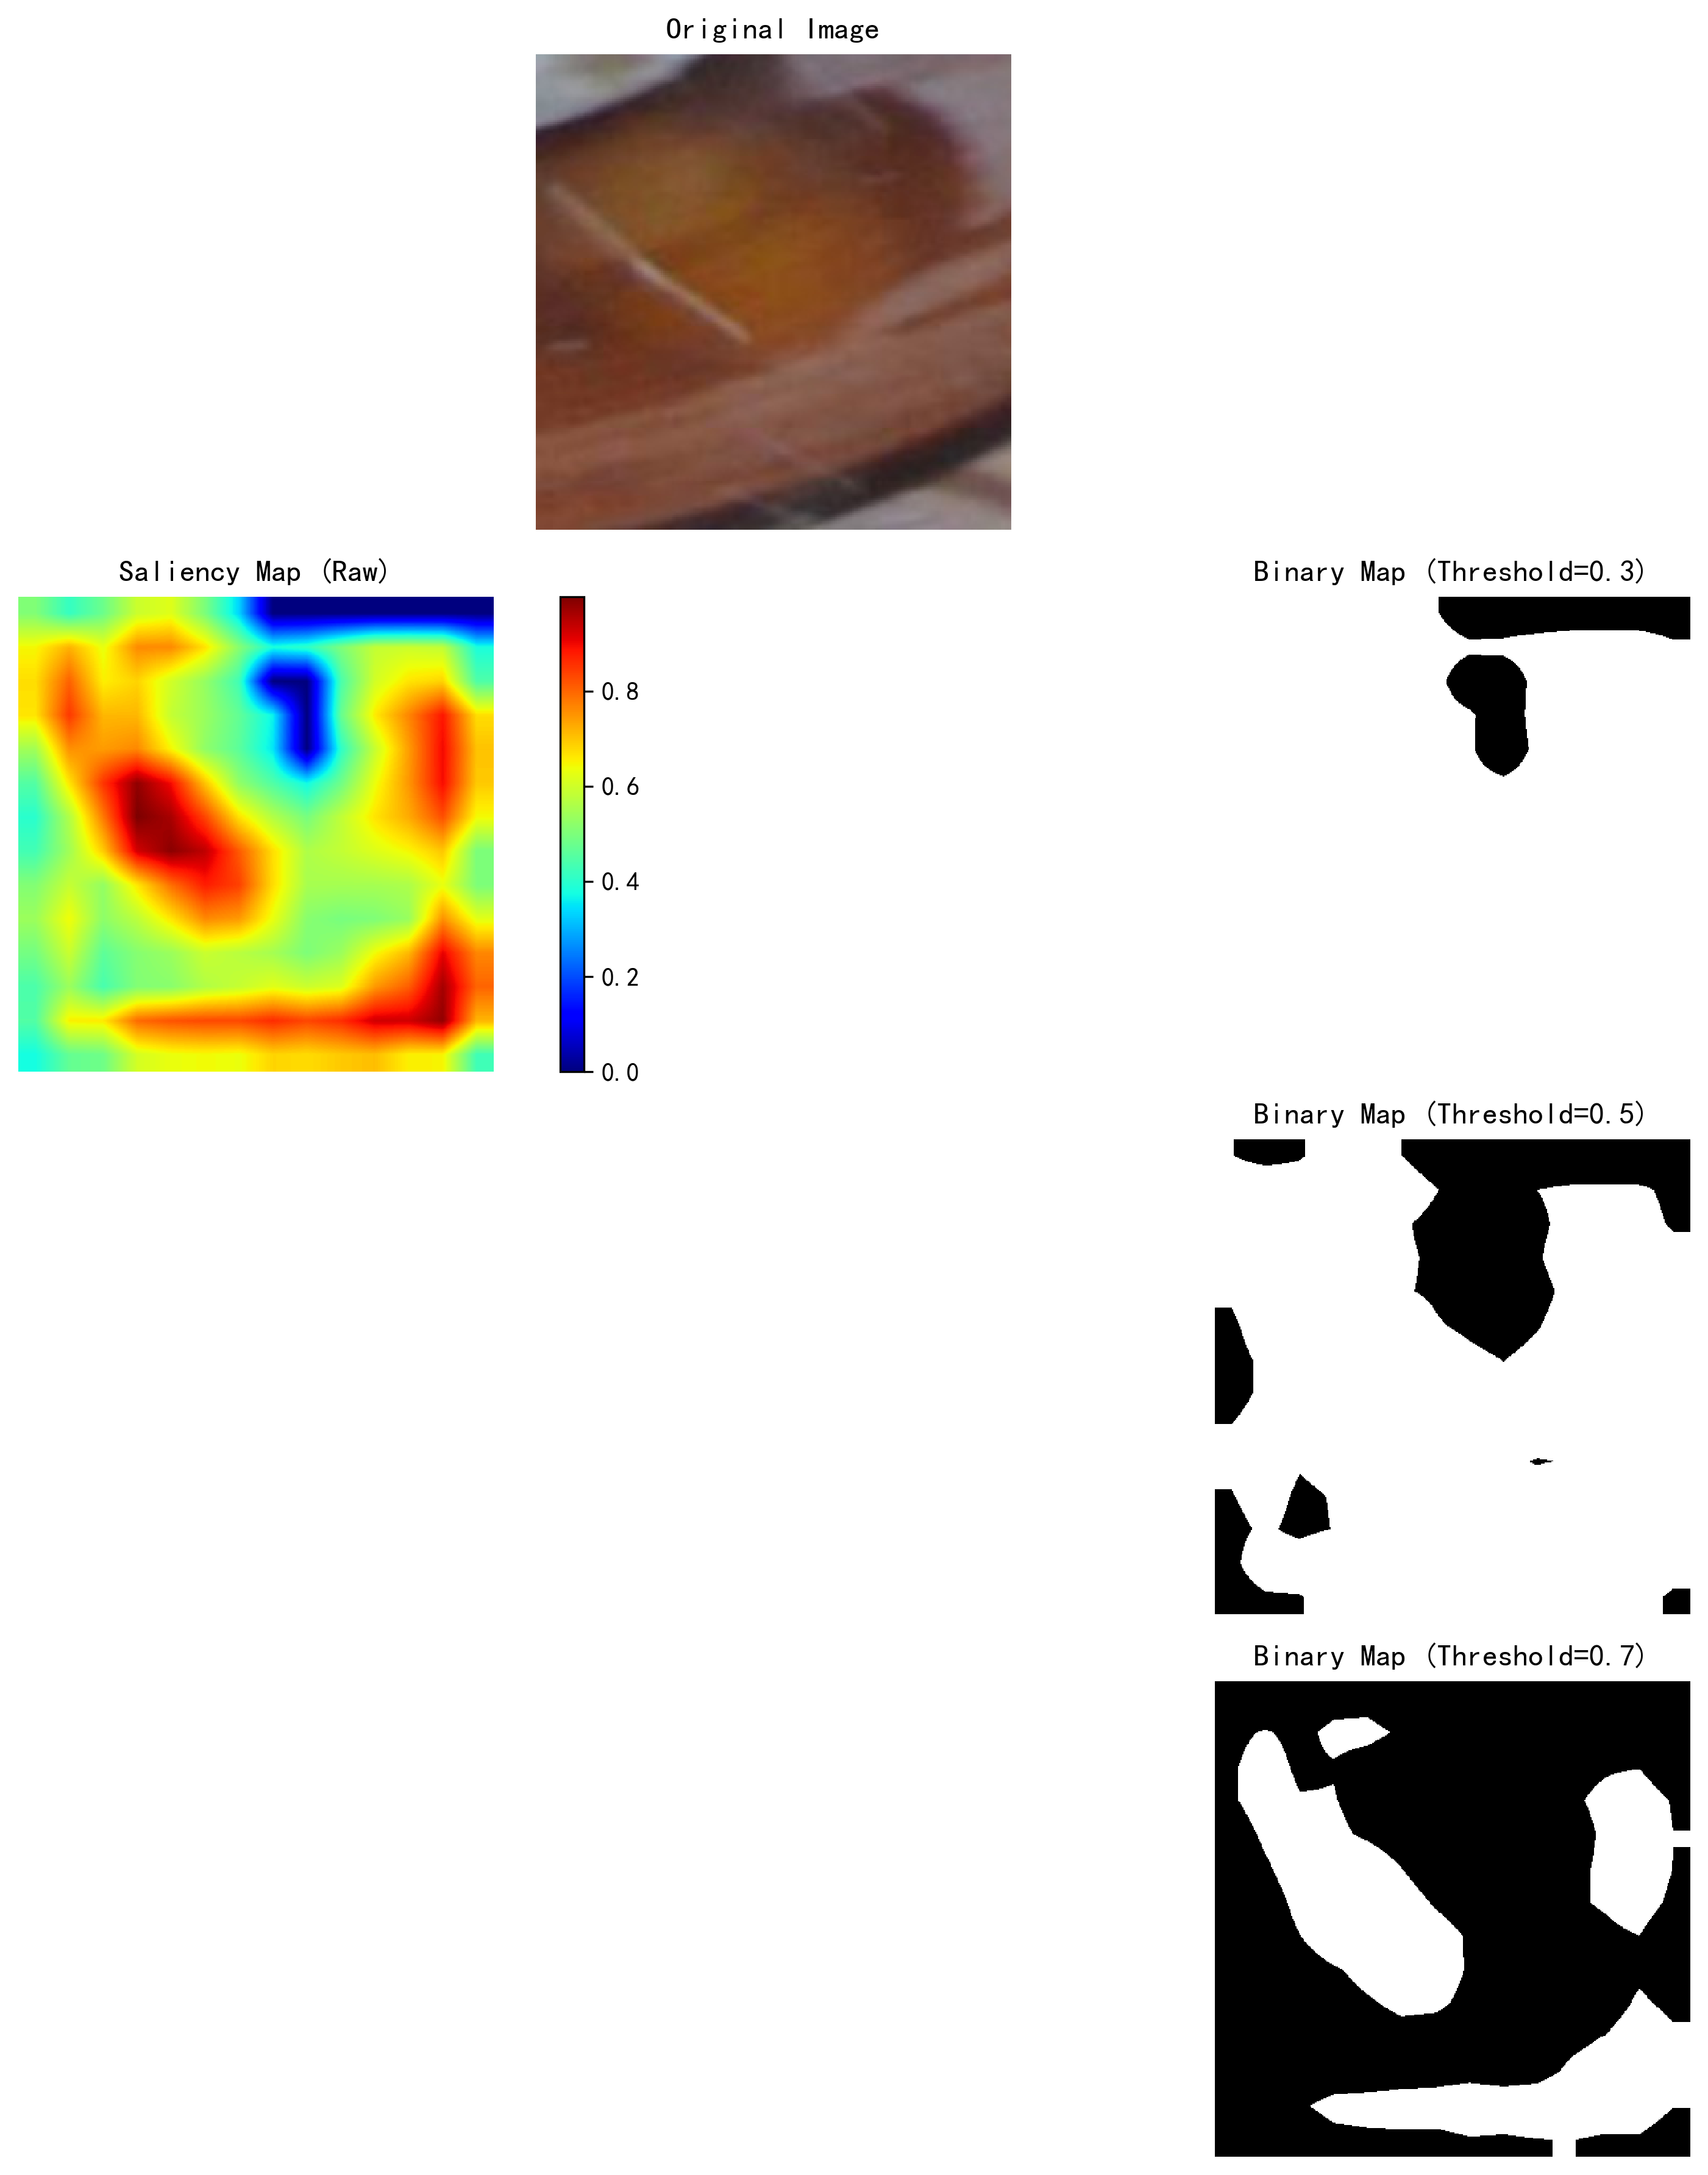 Original Image
Saliency Map (Raw)
Binary Map (Threshold=0.3)
0.8
0.6
0.4
0.2
0.0
Binary Map (Threshold=0.5)
Binary Map (Threshold=0.7)